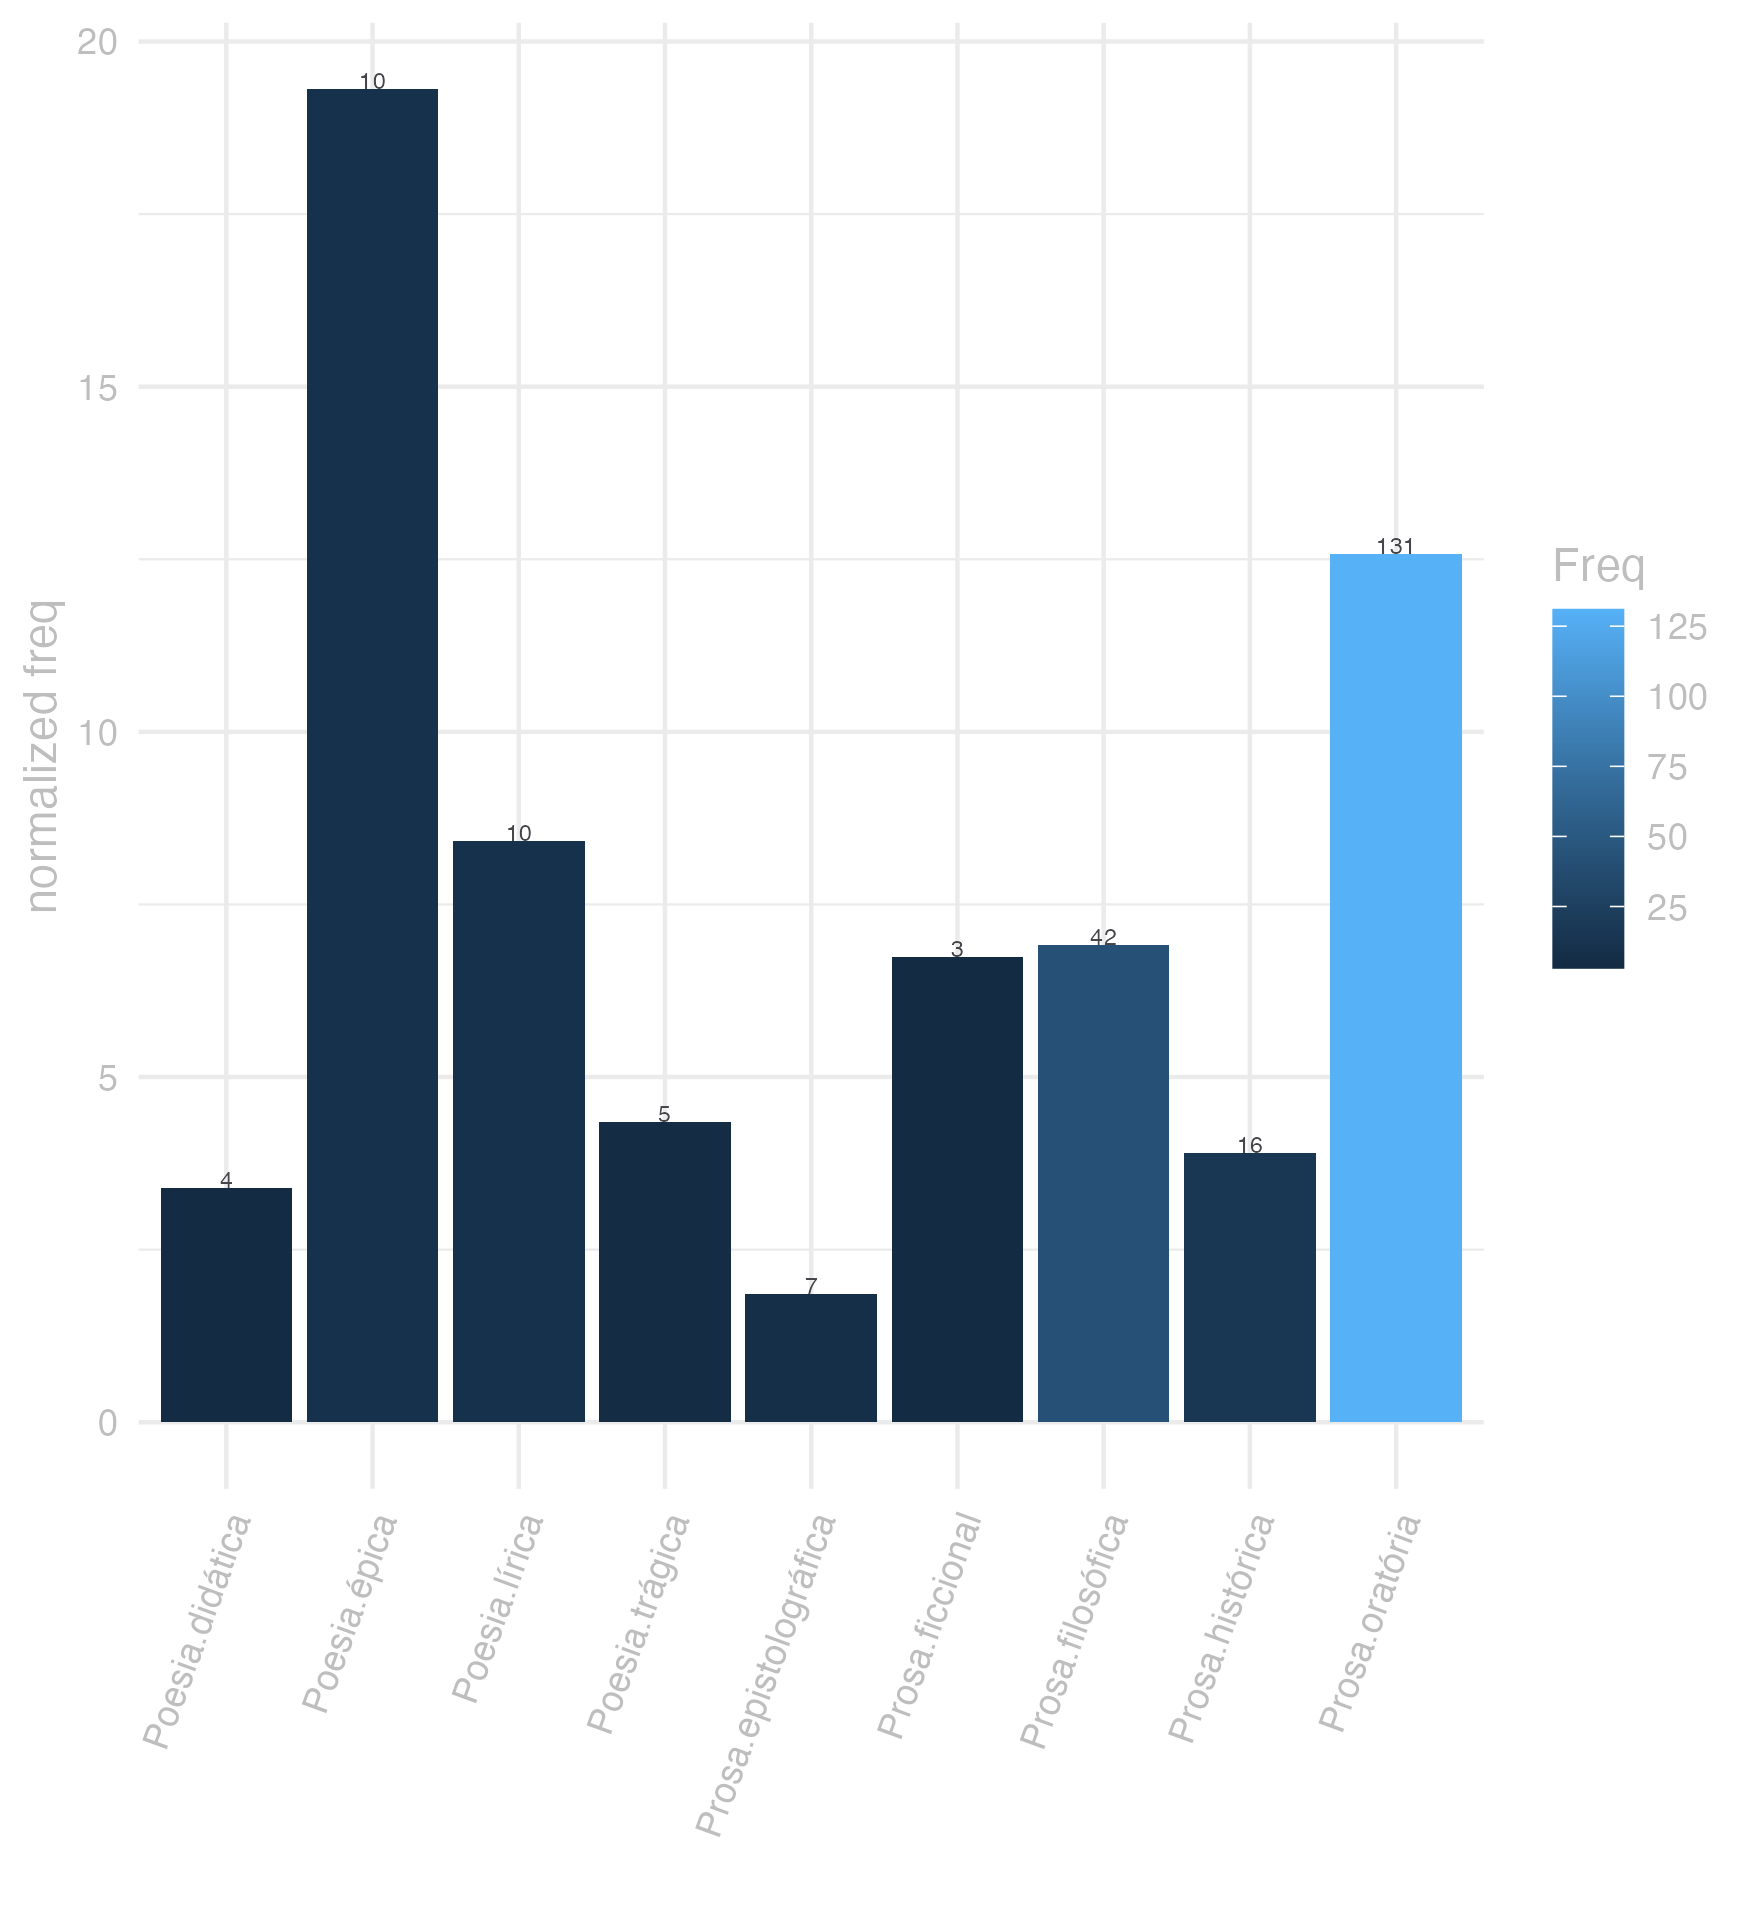 20
15
10
5
0
normalized freq
10
131
10
3
42
5
16
4
7
Freq
125
100
75
50
25
Poesia.didática
Poesia.épica
Poesia.lírica
Poesia.trágica
Prosa.epistolográfica
Prosa.ficcional
Prosa.filosófica
Prosa.histórica
Prosa.oratória